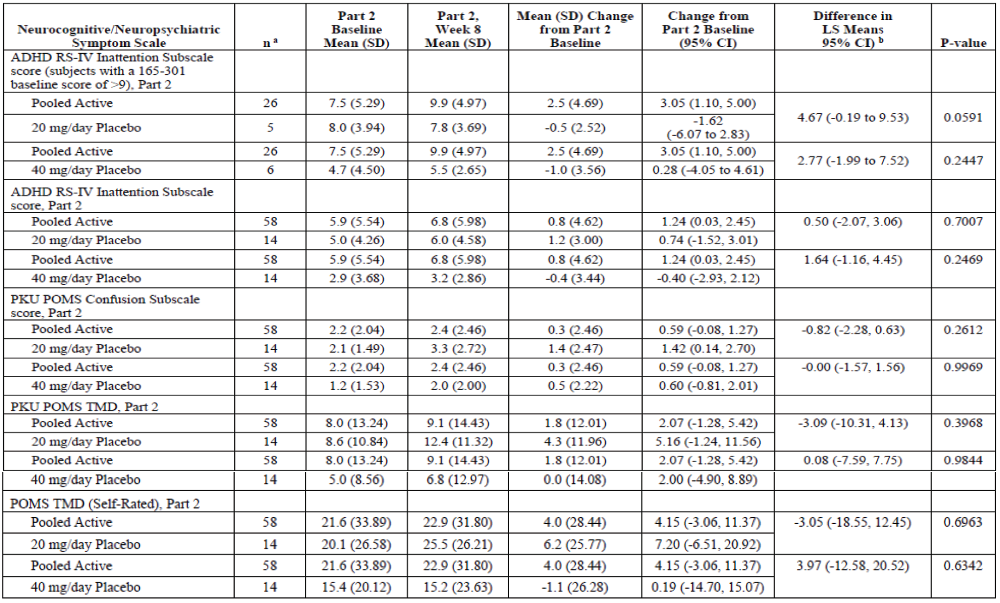 Neurocognitive/Neuropsychiatric Symptom Scale | n a | Part 2 Baseline Mean (SD) | Part 2, Week 8 Mean (SD) | Mean (SD) Change from Part 2 Baseline | Change from Part 2 Baseline (95% CI) | Difference in LS Means 95% CI) b | P-value
ADHD RS-IV Inattention Subscale score (subjects with a 165-301 baseline score of >9), Part 2
Pooled Active | 26 | 7.5 (5.29) | 9.9 (4.97) | 2.5 (4.69) | 3.05 (1.10, 5.00) | 4.67 (-0.19 to 9.53) | 0.0591
20 mg/day Placebo | 5 | 8.0 (3.94) | 7.8 (3.69) | -0.5 (2.52) | -1.62 (-6.07 to 2.83)
Pooled Active | 26 | 7.5 (5.29) | 9.9 (4.97) | 2.5 (4.69) | 3.05 (1.10, 5.00) | 2.77 (-1.99 to 7.52) | 0.2447
40 mg/day Placebo | 6 | 4.7 (4.50) | 5.5 (2.65) | -1.0 (3.56) | 0.28 (-4.05 to 4.61)
ADHD RS-IV Inattention Subscale score, Part 2
Pooled Active | 58 | 5.9 (5.54) | 6.8 (5.98) | 0.8 (4.62) | 1.24 (0.03, 2.45) | 0.50 (-2.07, 3.06) | 0.7007
20 mg/day Placebo | 14 | 5.0 (4.26) | 6.0 (4.58) | 1.2 (3.00) | 0.74 (-1.52, 3.01)
Pooled Active | 58 | 5.9 (5.54) | 6.8 (5.98) | 0.8 (4.62) | 1.24 (0.03, 2.45) | 1.64 (-1.16, 4.45) | 0.2469
40 mg/day Placebo | 14 | 2.9 (3.68) | 3.2 (2.86) | -0.4 (3.44) | -0.40 (-2.93, 2.12)
PKU POMS Confusion Subscale score, Part 2
Pooled Active | 58 | 2.2 (2.04) | 2.4 (2.46) | 0.3 (2.46) | 0.59 (-0.08, 1.27) | -0.82 (-2.28, 0.63) | 0.2612
20 mg/day Placebo | 14 | 2.1 (1.49) | 3.3 (2.72) | 1.4 (2.47) | 1.42 (0.14, 2.70)
Pooled Active | 58 | 2.2 (2.04) | 2.4 (2.46) | 0.3 (2.46) | 0.59 (-0.08, 1.27) | -0.00 (-1.57, 1.56) | 0.9969
40 mg/day Placebo | 14 | 1.2 (1.53) | 2.0 (2.00) | 0.5 (2.22) | 0.60 (-0.81, 2.01)
PKU POMS TMD, Part 2
Pooled Active | 58 | 8.0 (13.24) | 9.1 (14.43) | 1.8 (12.01) | 2.07 (-1.28, 5.42) | -3.09 (-10.31, 4.13) | 0.3968
20 mg/day Placebo | 14 | 8.6 (10.84) | 12.4 (11.32) | 4.3 (11.96) | 5.16 (-1.24, 11.56)
Pooled Active | 58 | 8.0 (13.24) | 9.1 (14.43) | 1.8 (12.01) | 2.07 (-1.28, 5.42) | 0.08 (-7.59, 7.75) | 0.9844
40 mg/day Placebo | 14 | 5.0 (8.56) | 6.8 (12.97) | 0.0 (14.08) | 2.00 (-4.90, 8.89)
POMS TMD (Self-Rated), Part 2
Pooled Active | 58 | 21.6 (33.89) | 22.9 (31.80) | 4.0 (28.44) | 4.15 (-3.06, 11.37) | -3.05 (-18.55, 12.45) | 0.6963
20 mg/day Placebo | 14 | 20.1 (26.58) | 25.5 (26.21) | 6.2 (25.77) | 7.20 (-6.51, 20.92)
Pooled Active | 58 | 21.6 (33.89) | 22.9 (31.80) | 4.0 (28.44) | 4.15 (-3.06, 11.37) | 3.97 (-12.58, 20.52) | 0.6342
40 mg/day Placebo | 14 | 15.4 (20.12) | 15.2 (23.63) | -1.1 (26.28) | 0.19 (-14.70, 15.07)